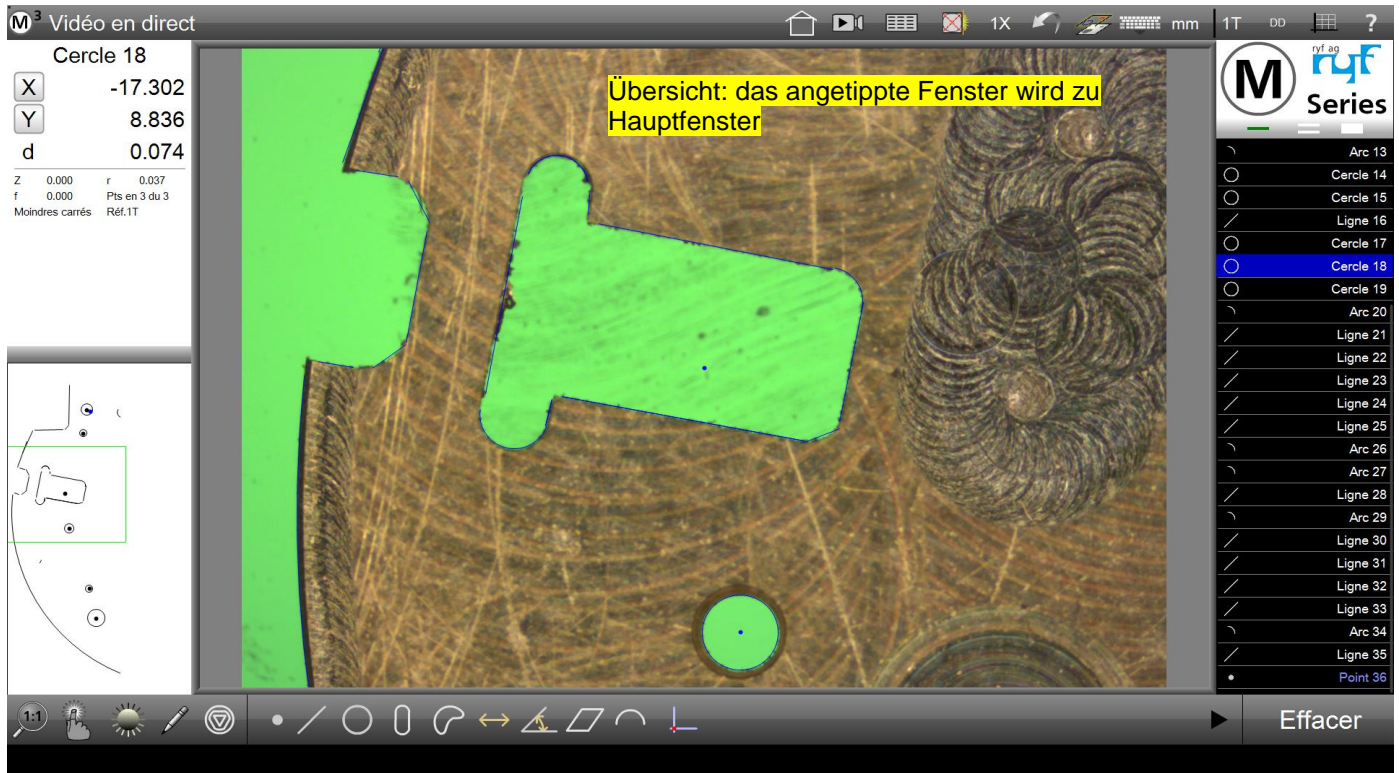 M³ Vidéo en direct
1X
mm
1T
DD
?
Cercle 18
X -17.302
Y 8.836
d 0.074
Z 0.000 r 0.037
f 0.000 Pts en 3 du 3
Moindres carrés Réf.1T
Übersicht: das angetippte Fenster wird zu
Hauptfenster
M
ryf ag
ryf
Series
Arc 13
Cercle 14
Cercle 15
Ligne 16
Cercle 17
Cercle 18
Cercle 19
Arc 20
Ligne 21
Ligne 22
Ligne 23
Ligne 24
Ligne 25
Arc 26
Arc 27
Ligne 28
Arc 29
Ligne 30
Ligne 31
Ligne 32
Ligne 33
Arc 34
Ligne 35
Point 36
1:1
Effacer